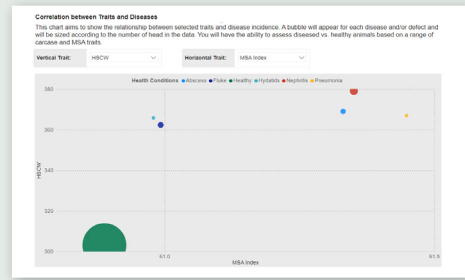 Correlation between Traits and Diseases
This chart aims to show the relationship between selected traits and disease incidence. A bubble will appear for each disease and/or defect and
will be sized according to the number of head in the data. You will have the ability to assess diseased vs. healthy animals based on a range of
carcase and MSA traits.
Vertical Trait: HSCW Horizontal Trait: MSA Index
Health Conditions Abscess Fluke Healthy Hydatids Nephritis Pneumonia
380
360
340
320
300
HSCW
61.0 61.5
MSA Index